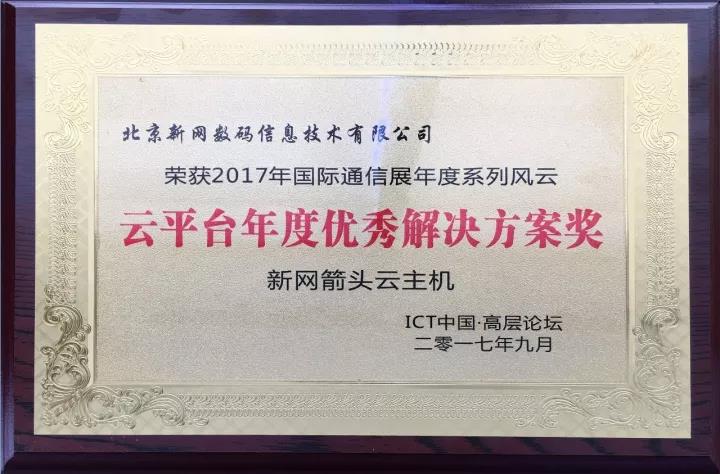 北京新网数码信息技术有限公司
荣获2017年国际通信展年度系列风云
云平台年度优秀解决方案奖
新网箭头云主机
ICT中国·高层论坛
二零一七年九月